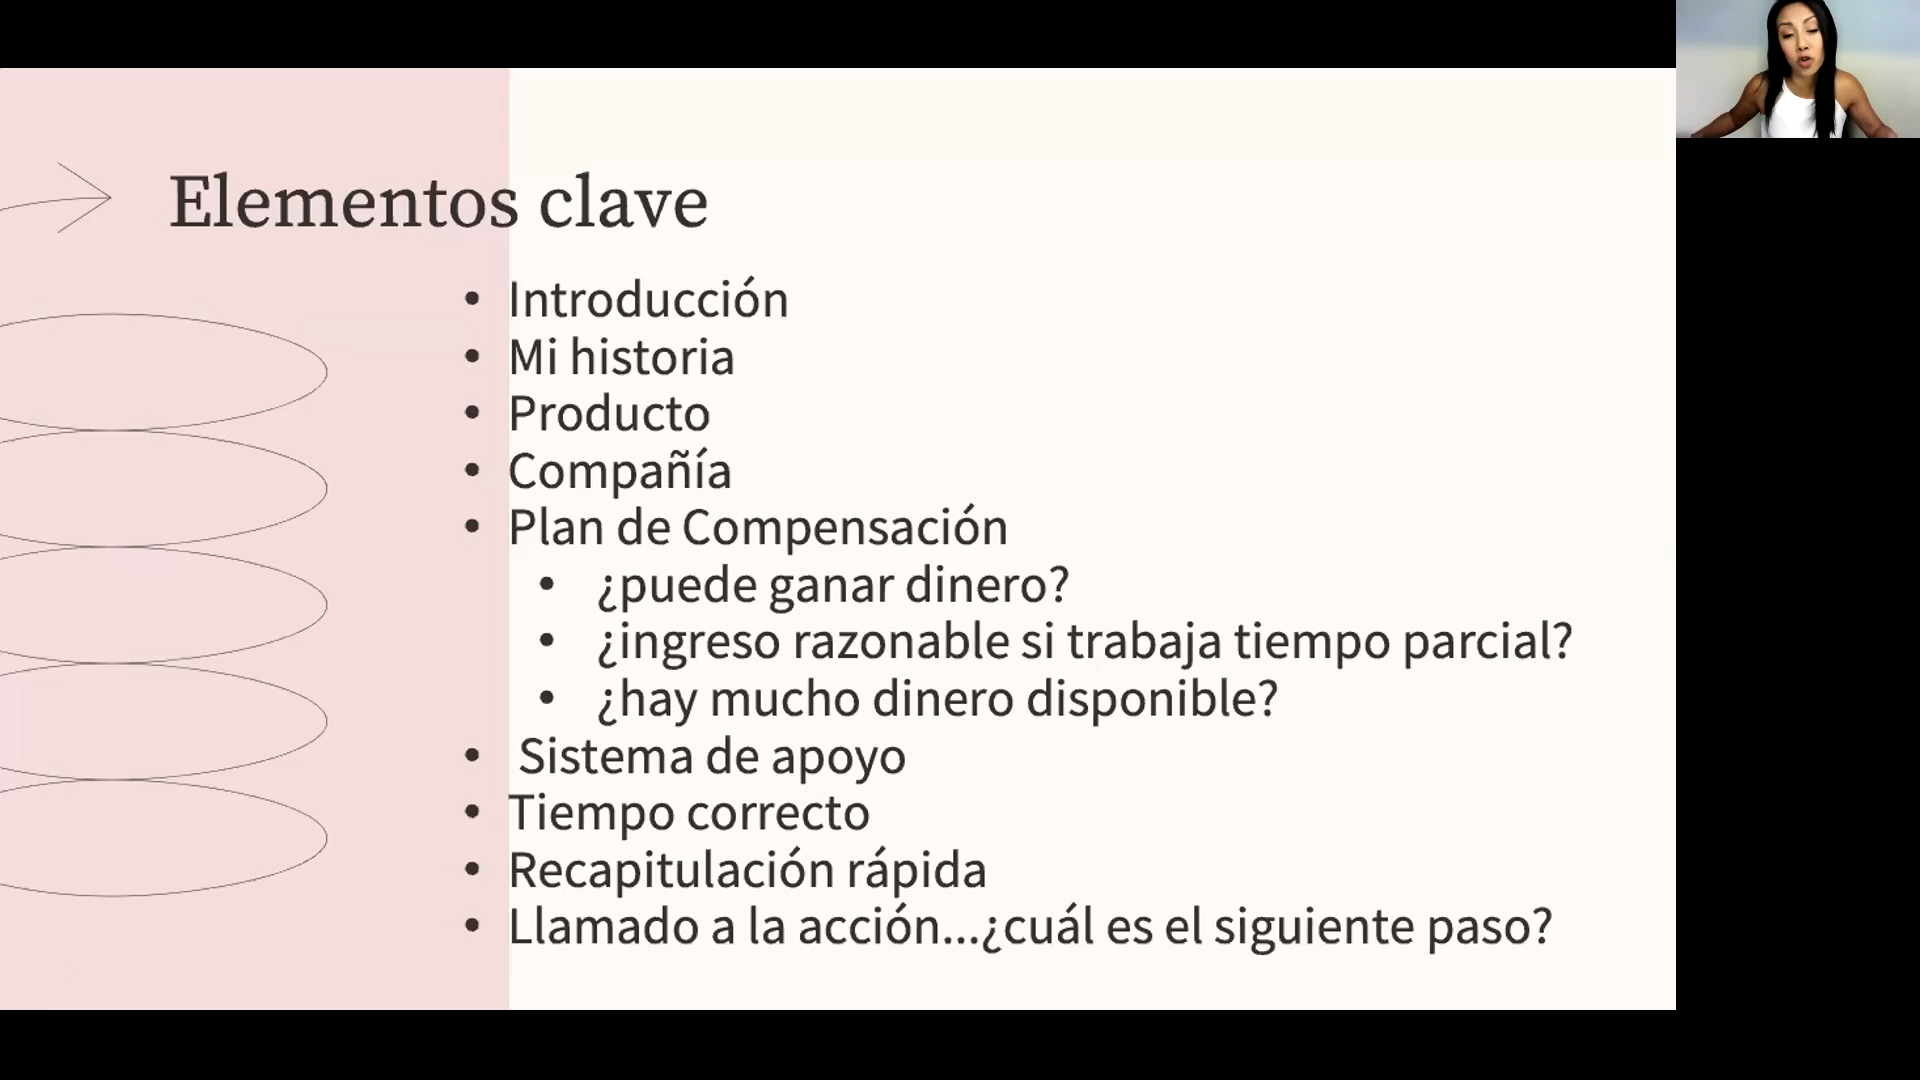 Elementos clave
• Introducción
• Mi historia
• Producto
• Compañía
• Plan de Compensación
• ¿puede ganar dinero?
• ¿ingreso razonable si trabaja tiempo parcial?
• ¿hay mucho dinero disponible?
• Sistema de apoyo
• Tiempo correcto
• Recapitulación rápida
• Llamado a la acción...¿cuál es el siguiente paso?